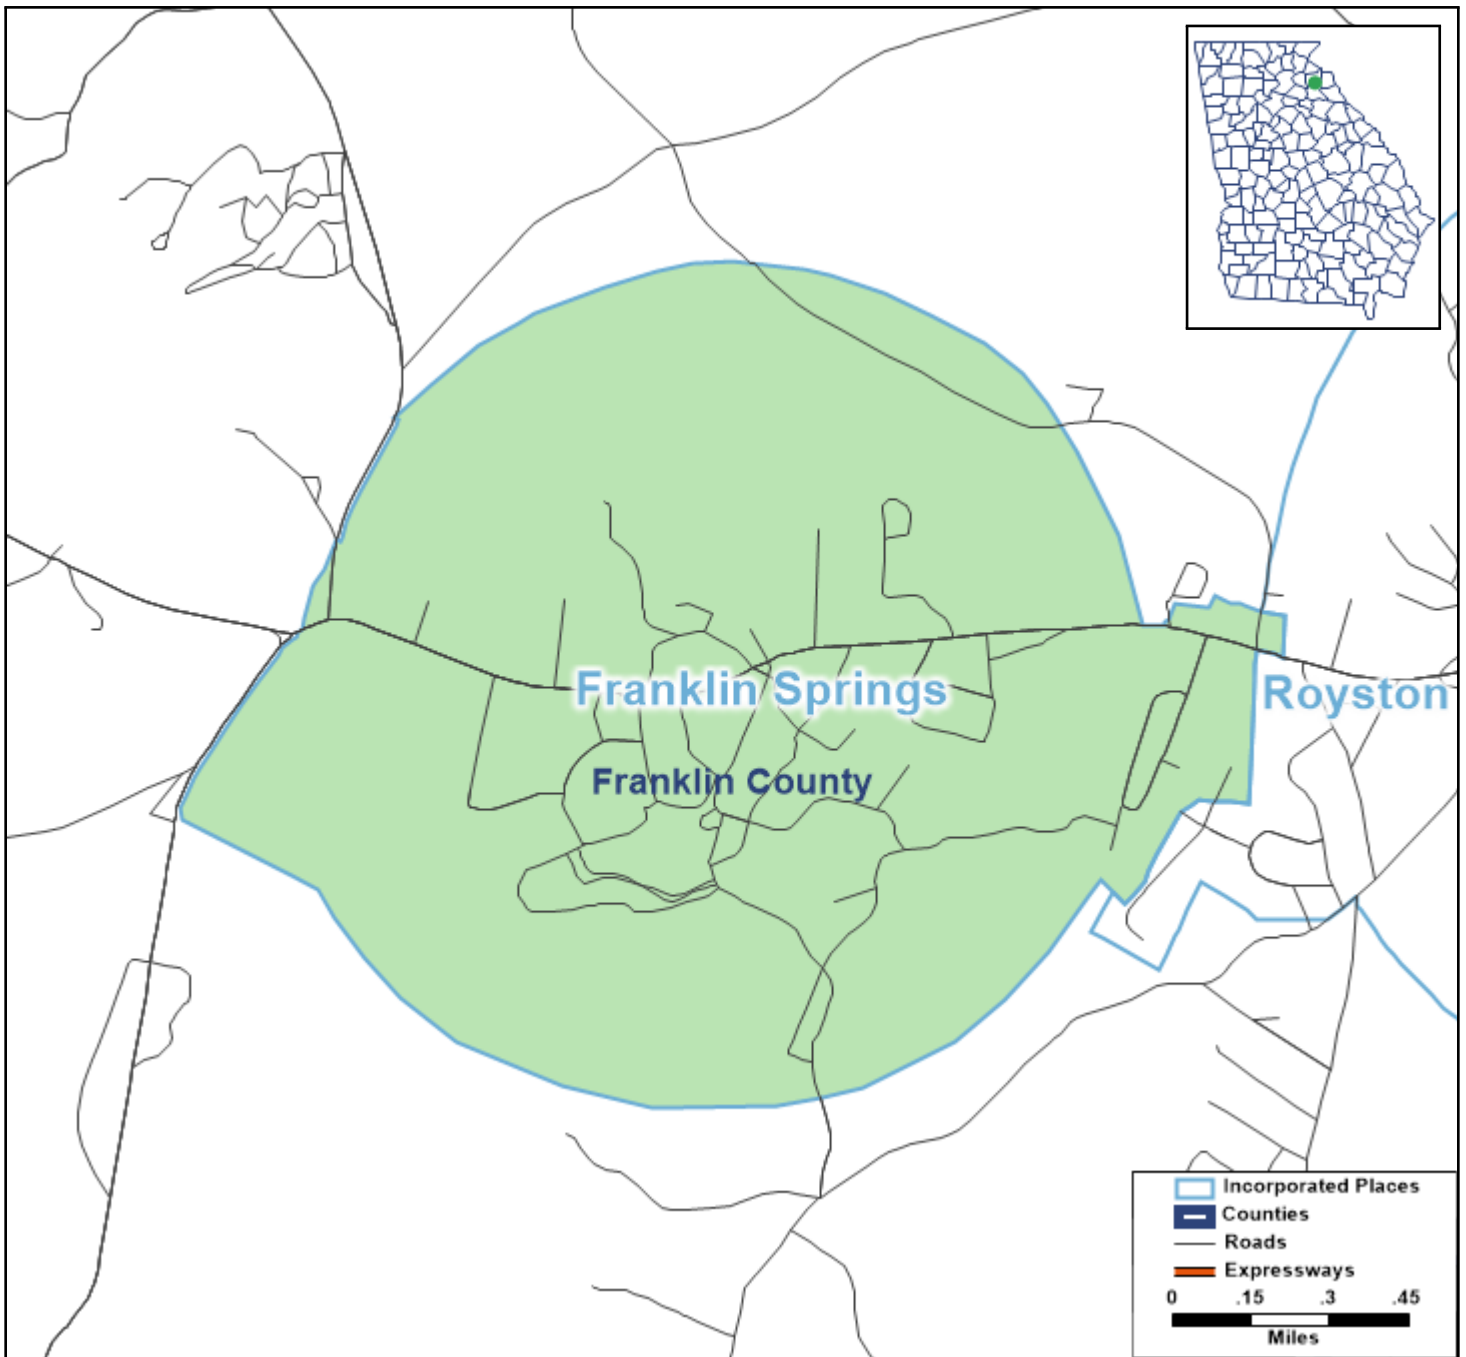 Franklin Springs
Royston
Franklin County
Incorporated Places
Counties
Roads
Expressways
0 .15 .3 .45
Miles